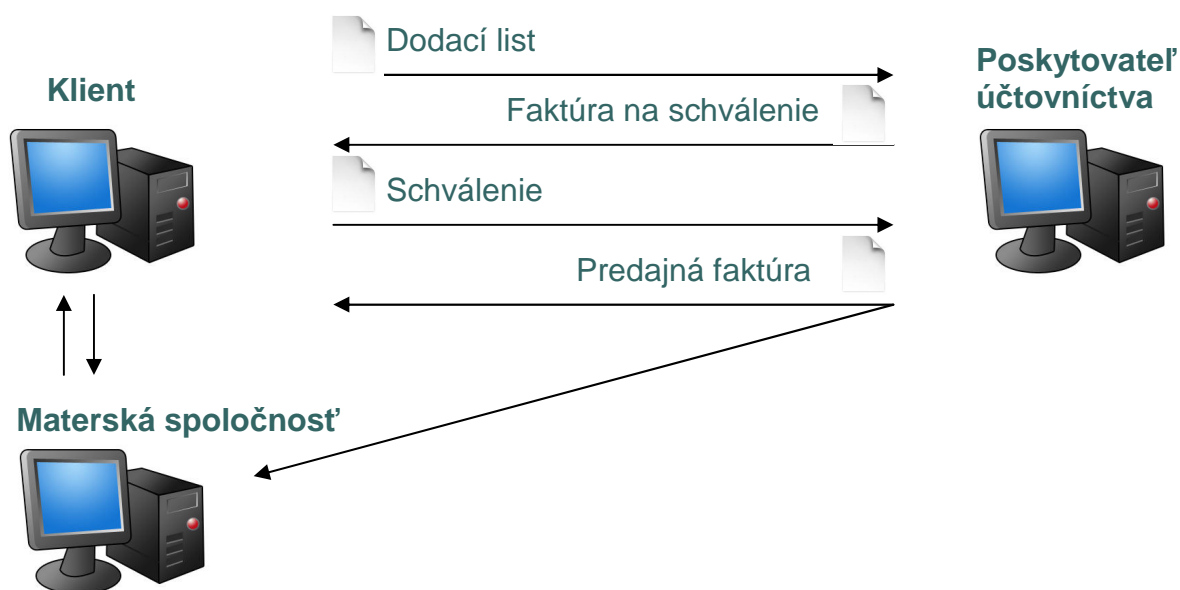 Dodací list
Klient
Poskytovateľ
účtovníctva
Faktúra na schválenie
Schválenie
Predajná faktúra
Materská spoločnosť